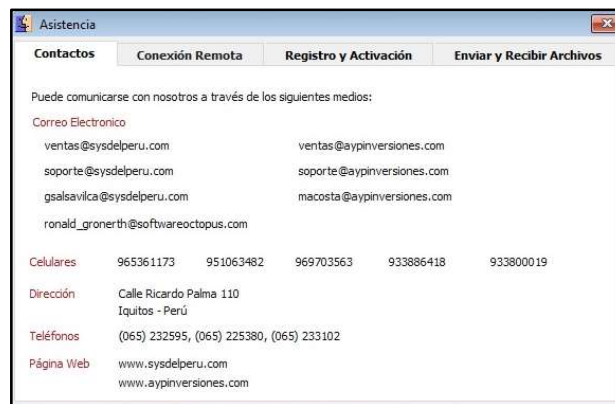 Asistencia
Contactos Conexión Remota Registro y Activación Enviar y Recibir Archivos
Puede comunicarse con nosotros a través de los siguientes medios:
Correo Electronico
ventas@sysdelperu.com ventas@aypinversiones.com
soporte@sysdelperu.com soporte@aypinversiones.com
gsalsavilca@sysdelperu.com macosta@aypinversiones.com
ronald_gronerth@softwareoctopus.com
Celulares 965361173 951063482 969703563 933886418 933800019
Dirección Calle Ricardo Palma 110
Iquitos - Perú
Teléfonos (065) 232595, (065) 225380, (065) 233102
Página Web www.sysdelperu.com
www.aypinversiones.com